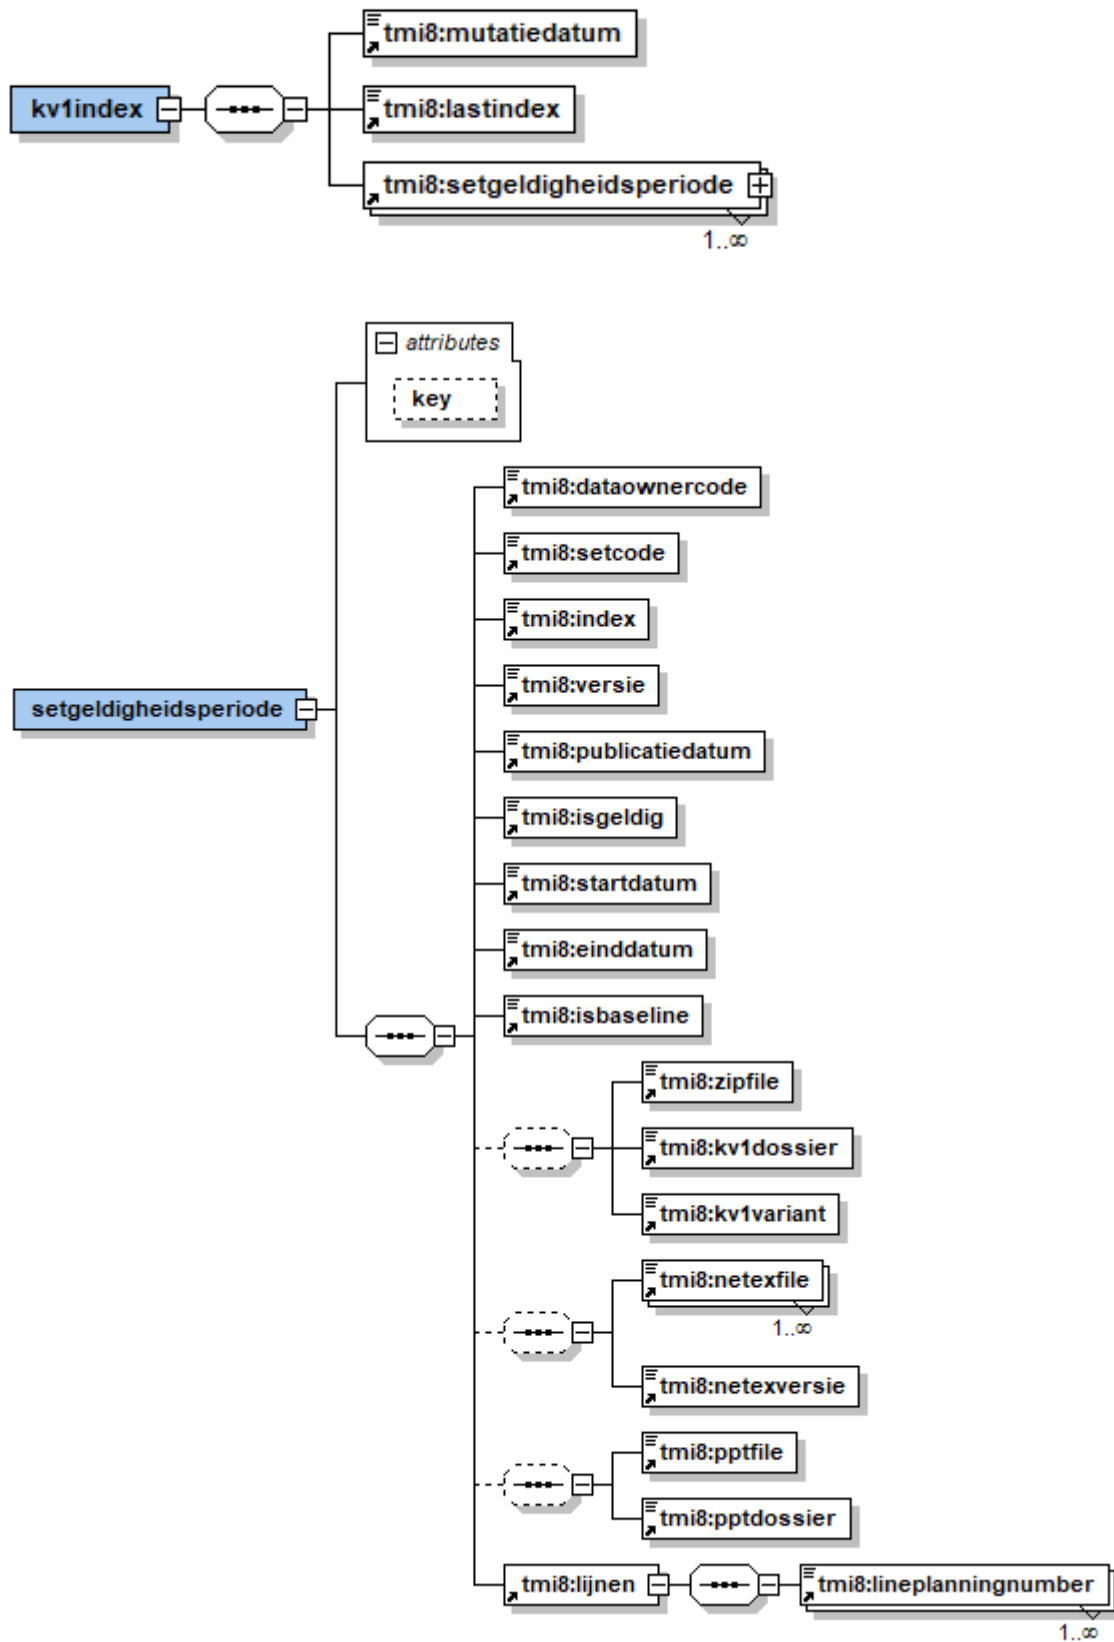 tmi8:mutatiedatum
kv1index
tmi8:lastindex
tmi8:setgeldigheidsperiode
1..∞
attributes
key
tmi8:dataownercode
tmi8:setcode
tmi8:index
tmi8:versie
setgeldigheidsperiode
tmi8:publicatiedatum
tmi8:isgeldig
tmi8:startdatum
tmi8:einddatum
tmi8:isbaseline
tmi8:zipfile
tmi8:kv1dossier
tmi8:kv1variant
tmi8:netexfile
1..∞
tmi8:netexversie
tmi8:pptfile
tmi8:pptdossier
tmi8:lijnen
tmi8:lineplanningnumber
1..∞